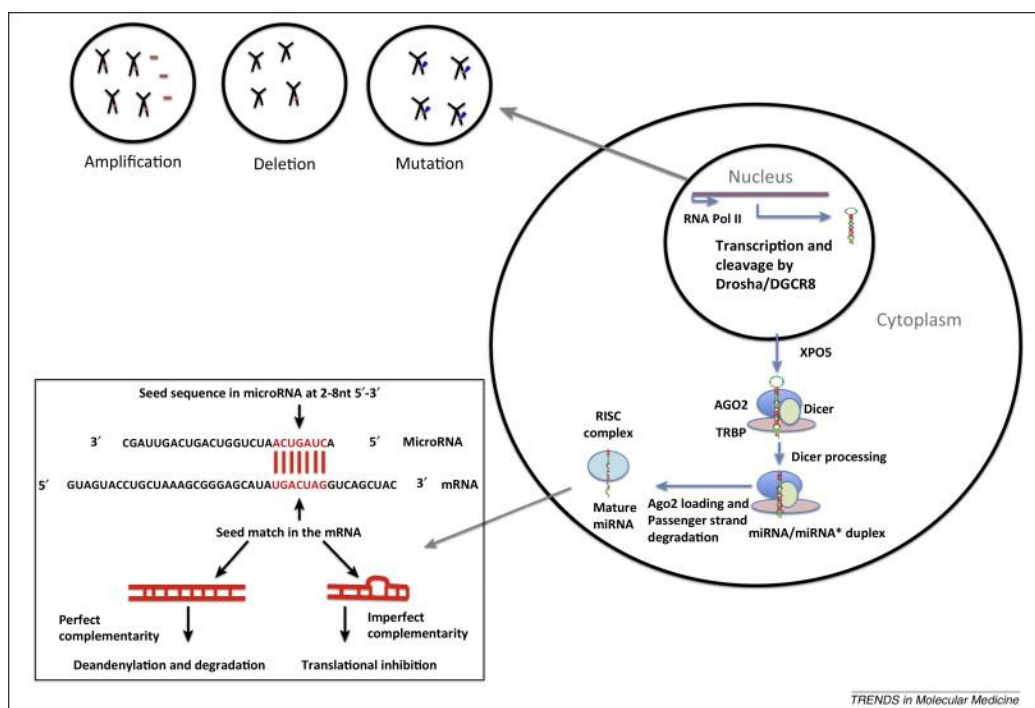 Amplification
Deletion
Mutation
Nucleus
RNA Pol II
Transcription and
cleavage by
Drosha/DGCR8
Cytoplasm
XPO5
AGO2
Dicer
TRBP
Dicer processing
RISC
complex
Mature
miRNA
Ago2 loading and
Passenger strand
degradation
miRNA/miRNA* duplex
Seed sequence in microRNA at 2-8nt 5′-3′
3′ CGAUUGACUGACUGGUCUAACUGAUCA 5′ MicroRNA
5′ GUAGUACCUGCUAAAGCGGGAGCAUAUGACUAGGUCAGCUAC 3′ mRNA
Seed match in the mRNA
Perfect
complementarity
Imperfect
complementarity
Deandenylation and degradation
Translational inhibition
TRENDS in Molecular Medicine